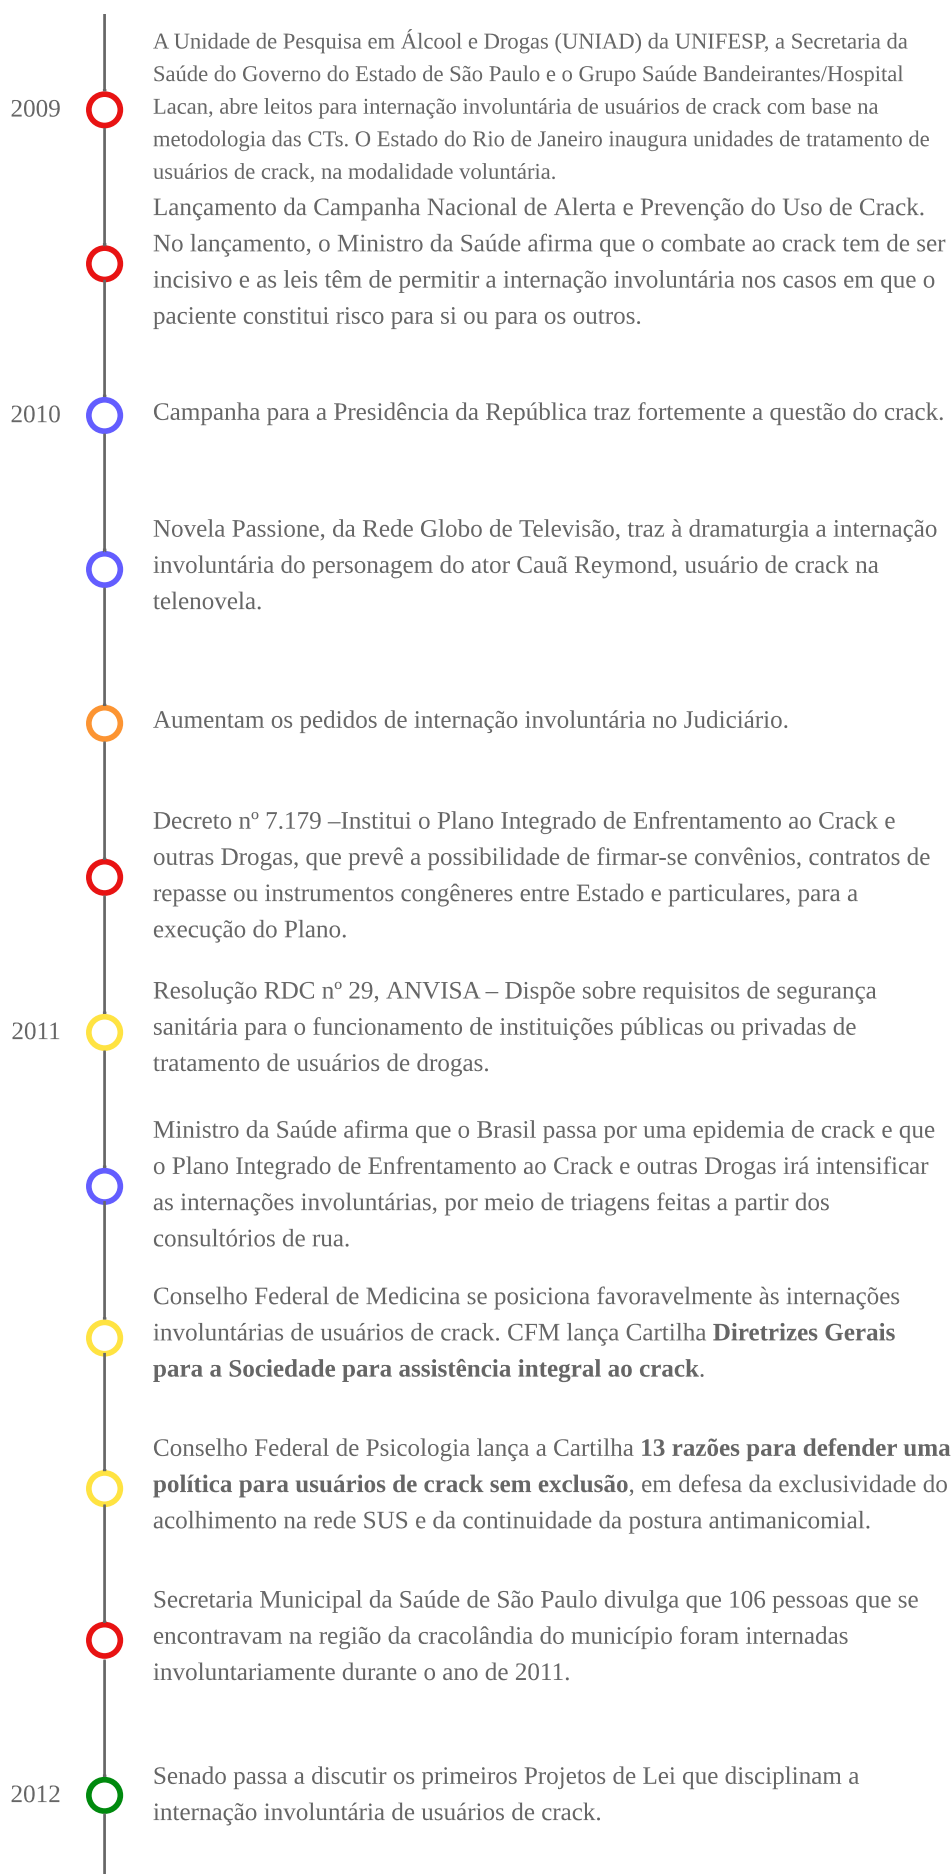 A Unidade de Pesquisa em Álcool e Drogas (UNIAD) da UNIFESP, a Secretaria da
Saúde do Governo do Estado de São Paulo e o Grupo Saúde Bandeirantes/Hospital
2009
Lacan, abre leitos para internação involuntária de usuários de crack com base na
metodologia das CTs. O Estado do Rio de Janeiro inaugura unidades de tratamento de
usuários de crack, na modalidade voluntária.
Lançamento da Campanha Nacional de Alerta e Prevenção do Uso de Crack.
No lançamento, o Ministro da Saúde afirma que o combate ao crack tem de ser
incisivo e as leis têm de permitir a internação involuntária nos casos em que o
paciente constitui risco para si ou para os outros.
2010
Campanha para a Presidência da República traz fortemente a questão do crack.
Novela Passione, da Rede Globo de Televisão, traz à dramaturgia a internação
involuntária do personagem do ator Cauã Reymond, usuário de crack na
telenovela.
Aumentam os pedidos de internação involuntária no Judiciário.
Decreto nº 7.179 –Institui o Plano Integrado de Enfrentamento ao Crack e
outras Drogas, que prevê a possibilidade de firmar-se convênios, contratos de
repasse ou instrumentos congêneres entre Estado e particulares, para a
execução do Plano.
Resolução RDC nº 29, ANVISA – Dispõe sobre requisitos de segurança
2011
sanitária para o funcionamento de instituições públicas ou privadas de
tratamento de usuários de drogas.
Ministro da Saúde afirma que o Brasil passa por uma epidemia de crack e que
o Plano Integrado de Enfrentamento ao Crack e outras Drogas irá intensificar
as internações involuntárias, por meio de triagens feitas a partir dos
consultórios de rua.
Conselho Federal de Medicina se posiciona favoravelmente às internações
involuntárias de usuários de crack. CFM lança Cartilha Diretrizes Gerais
para a Sociedade para assistência integral ao crack.
Conselho Federal de Psicologia lança a Cartilha 13 razões para defender uma
política para usuários de crack sem exclusão, em defesa da exclusividade do
acolhimento na rede SUS e da continuidade da postura antimanicomial.
Secretaria Municipal da Saúde de São Paulo divulga que 106 pessoas que se
encontravam na região da cracolândia do município foram internadas
involuntariamente durante o ano de 2011.
2012
Senado passa a discutir os primeiros Projetos de Lei que disciplinam a
internação involuntária de usuários de crack.